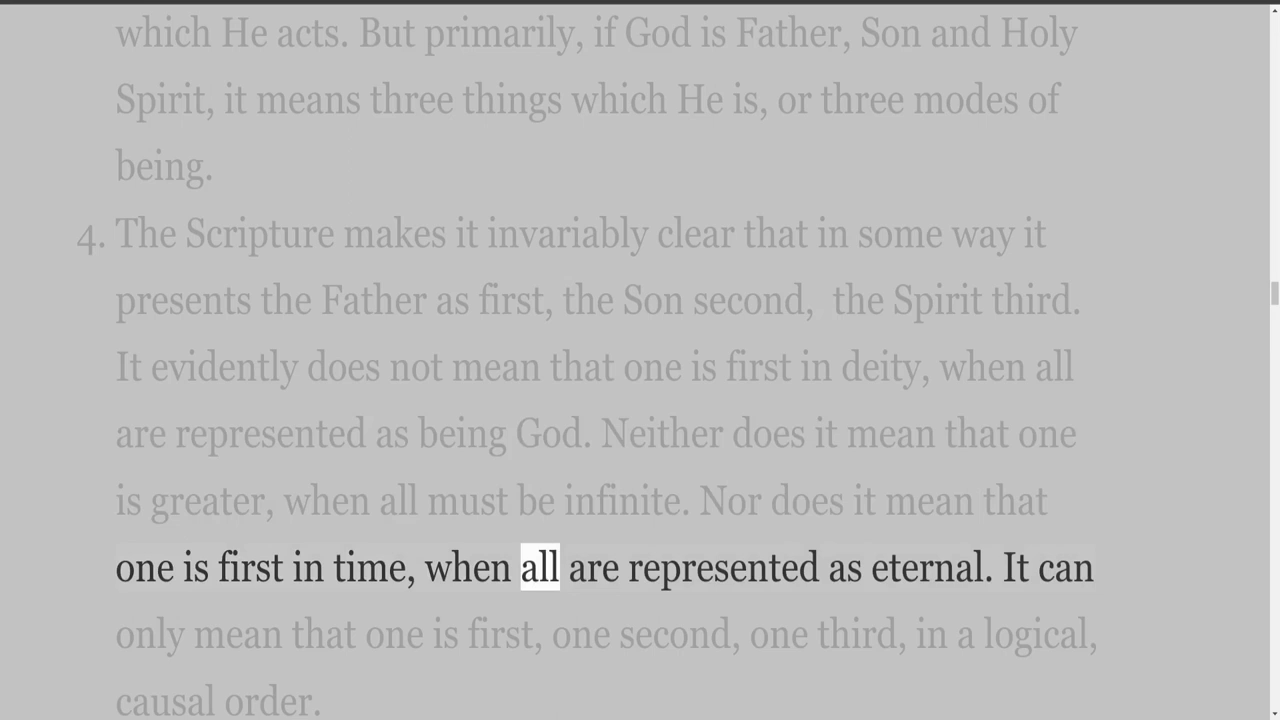 which He acts. But primarily, if God is Father, Son and Holy
Spirit, it means three things which He is, or three modes of
being.
4. The Scripture makes it invariably clear that in some way it
presents the Father as first, the Son second,  the Spirit third.
It evidently does not mean that one is first in deity, when all
are represented as being God. Neither does it mean that one
is greater, when all must be infinite. Nor does it mean that
one is first in time, when all are represented as eternal. It can
only mean that one is first, one second, one third, in a logical,
causal order.